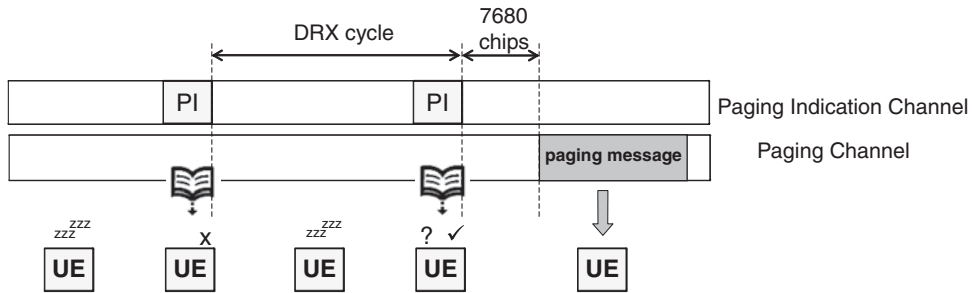 DRX cycle
7680
chips
PI
PI
Paging Indication Channel
paging message
Paging Channel
zzz zzz
x
zzz zzz
? ✓
UE
UE
UE
UE
UE